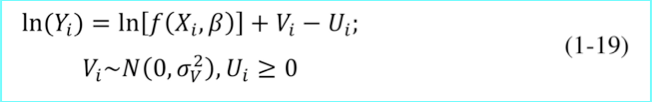 ln(Yᵢ) = ln[f(Xᵢ, β)] + Vᵢ − Uᵢ;
(1-19)
Vᵢ~N(0, σ²_V), Uᵢ ≥ 0